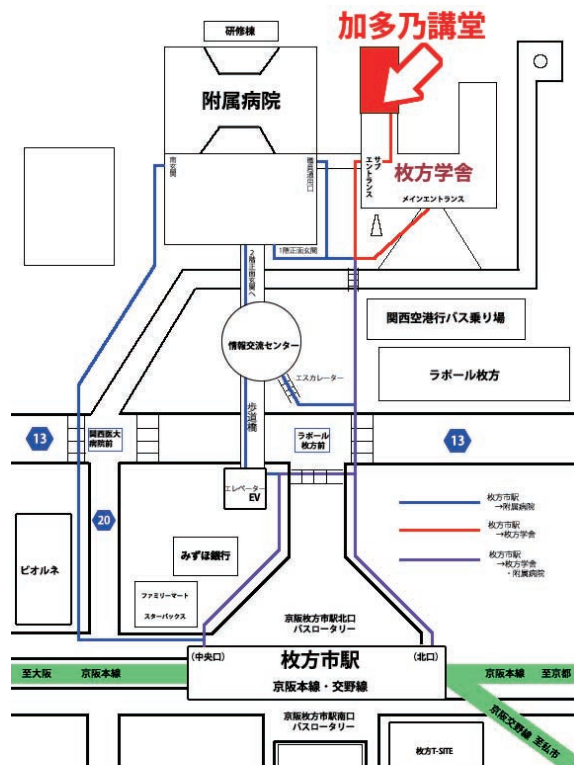 加多乃講堂
研修棟
附属病院
南玄関
職員通用口
サブ
エントランス
枚方学舎
メインエントランス
1階正面玄関
2階正面玄関へ
関西空港行バス乗り場
情報交流センター
ラポール枚方
エスカレーター
歩道橋
13
関西医大
病院前
ラポール
枚方前
13
エレベーター
EV
20
枚方市駅
→附属病院
枚方市駅
→枚方学舎
枚方市駅
→枚方学舎
・附属病院
みずほ銀行
ビオルネ
ファミリーマート
スターバックス
京阪枚方市駅北口
バスロータリー
(中央口)
枚方市駅
(北口)
京阪本線・交野線
至大阪
京阪本線
京阪本線
至京都
京阪交野線 至私市
京阪枚方市駅南口
バスロータリー
枚方T-SITE